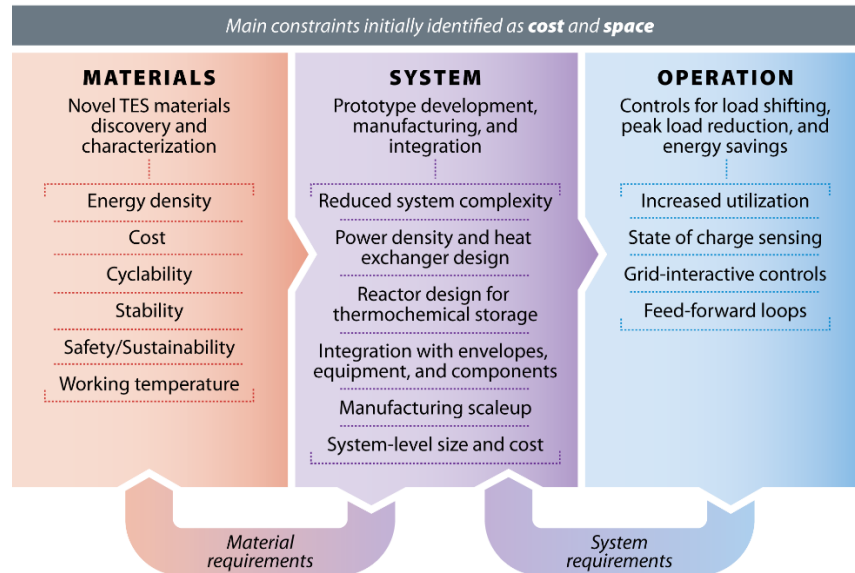 Main constraints initially identified as cost and space
MATERIALS
Novel TES materials
discovery and
characterization
Energy density
Cost
Cyclability
Stability
Safety/Sustainability
Working temperature
SYSTEM
Prototype development,
manufacturing, and
integration
Reduced system complexity
Power density and heat
exchanger design
Reactor design for
thermochemical storage
Integration with envelopes,
equipment, and components
Manufacturing scaleup
System-level size and cost
OPERATION
Controls for load shifting,
peak load reduction, and
energy savings
Increased utilization
State of charge sensing
Grid-interactive controls
Feed-forward loops
Material
requirements
System
requirements